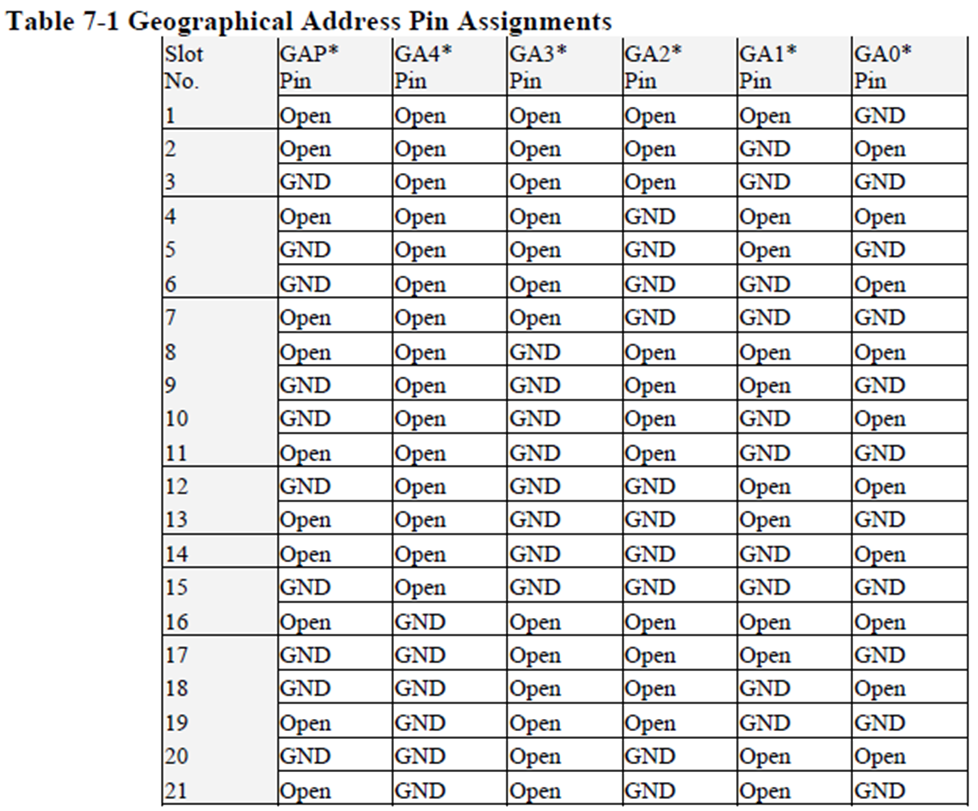 Table 7-1 Geographical Address Pin Assignments
Slot No. GAP* Pin GA4* Pin GA3* Pin GA2* Pin GA1* Pin GA0* Pin
1 Open Open Open Open Open GND
2 Open Open Open Open GND Open
3 GND Open Open Open GND GND
4 Open Open Open GND Open Open
5 GND Open Open GND Open GND
6 GND Open Open GND GND Open
7 Open Open Open GND GND GND
8 Open Open GND Open Open Open
9 GND Open GND Open Open GND
10 GND Open GND Open GND Open
11 Open Open GND Open GND GND
12 GND Open GND GND Open Open
13 Open Open GND GND Open GND
14 Open Open GND GND GND Open
15 GND Open GND GND GND GND
16 Open GND Open Open Open Open
17 GND GND Open Open Open GND
18 GND GND Open Open GND Open
19 Open GND Open Open GND GND
20 GND GND Open GND Open Open
21 Open GND Open GND Open GND